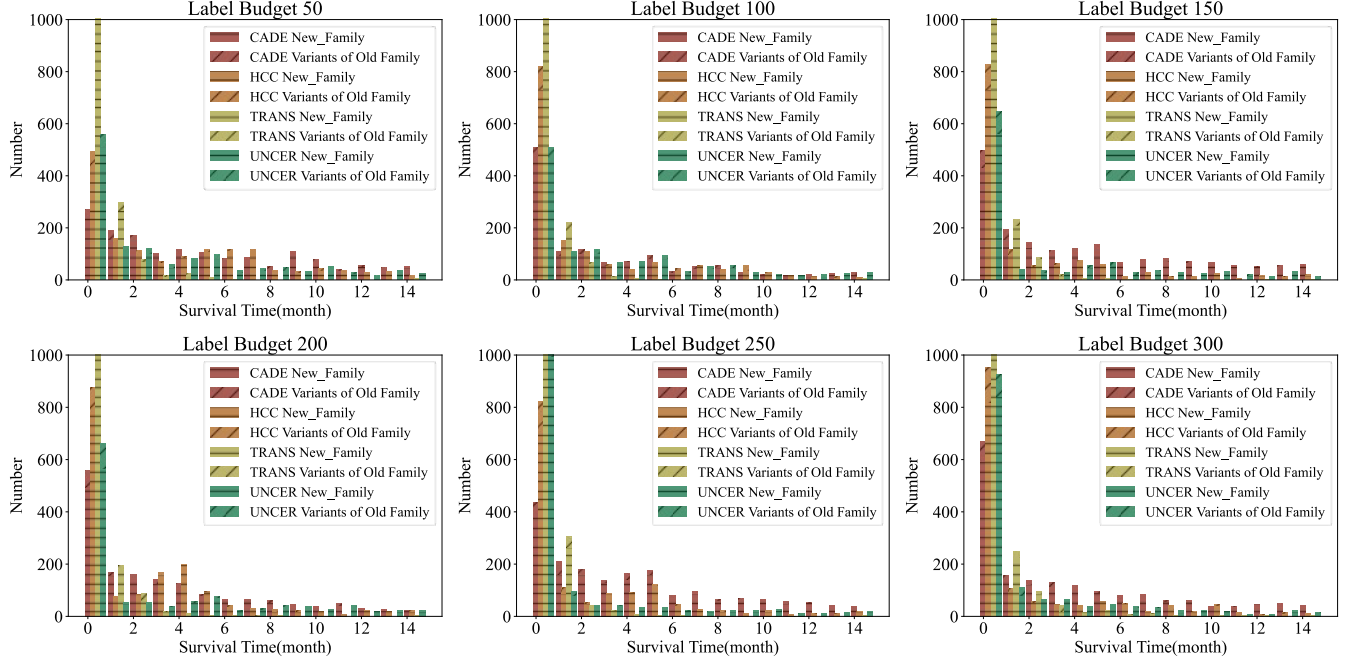 Label Budget 50
1000
800
600
400
200
0
Number
0 2 4 6 8 10 12 14
Survival Time(month)
CADE New_Family
CADE Variants of Old Family
HCC New_Family
HCC Variants of Old Family
TRANS New_Family
TRANS Variants of Old Family
UNCER New_Family
UNCER Variants of Old Family
Label Budget 100
1000
800
600
400
200
0
Number
0 2 4 6 8 10 12 14
Survival Time(month)
CADE New_Family
CADE Variants of Old Family
HCC New_Family
HCC Variants of Old Family
TRANS New_Family
TRANS Variants of Old Family
UNCER New_Family
UNCER Variants of Old Family
Label Budget 150
1000
800
600
400
200
0
Number
0 2 4 6 8 10 12 14
Survival Time(month)
CADE New_Family
CADE Variants of Old Family
HCC New_Family
HCC Variants of Old Family
TRANS New_Family
TRANS Variants of Old Family
UNCER New_Family
UNCER Variants of Old Family
Label Budget 200
1000
800
600
400
200
0
Number
0 2 4 6 8 10 12 14
Survival Time(month)
CADE New_Family
CADE Variants of Old Family
HCC New_Family
HCC Variants of Old Family
TRANS New_Family
TRANS Variants of Old Family
UNCER New_Family
UNCER Variants of Old Family
Label Budget 250
1000
800
600
400
200
0
Number
0 2 4 6 8 10 12 14
Survival Time(month)
CADE New_Family
CADE Variants of Old Family
HCC New_Family
HCC Variants of Old Family
TRANS New_Family
TRANS Variants of Old Family
UNCER New_Family
UNCER Variants of Old Family
Label Budget 300
1000
800
600
400
200
0
Number
0 2 4 6 8 10 12 14
Survival Time(month)
CADE New_Family
CADE Variants of Old Family
HCC New_Family
HCC Variants of Old Family
TRANS New_Family
TRANS Variants of Old Family
UNCER New_Family
UNCER Variants of Old Family